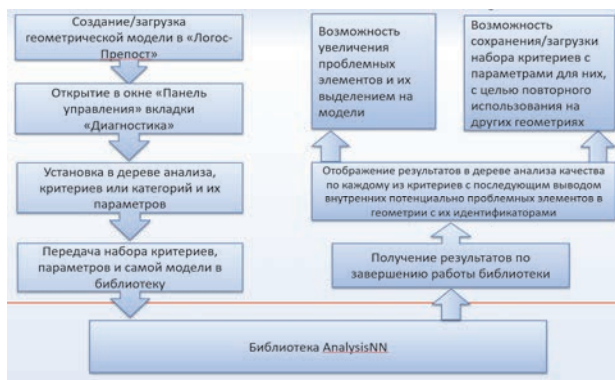 Создание/загрузка
геометрической модели в «Логос-
Препост»
Открытие в окне «Панель
управления» вкладки
«Диагностика»
Установка в дереве анализа,
критериев или категорий и их
параметров
Передача набора критериев,
параметров и самой модели в
библиотеку
Библиотека AnalysisNN
Получение результатов по
завершению работы библиотеки
Отображение результатов в дереве анализа качества
по каждому из критериев с последующим выводом
внутренних потенциально проблемных элементов в
геометрии с их идентификаторами
Возможность
увеличения
проблемных
элементов и их
выделением на
модели
Возможность
сохранения/загрузки
набора критериев с
параметрами для них,
с целью повторного
использования на
других геометриях